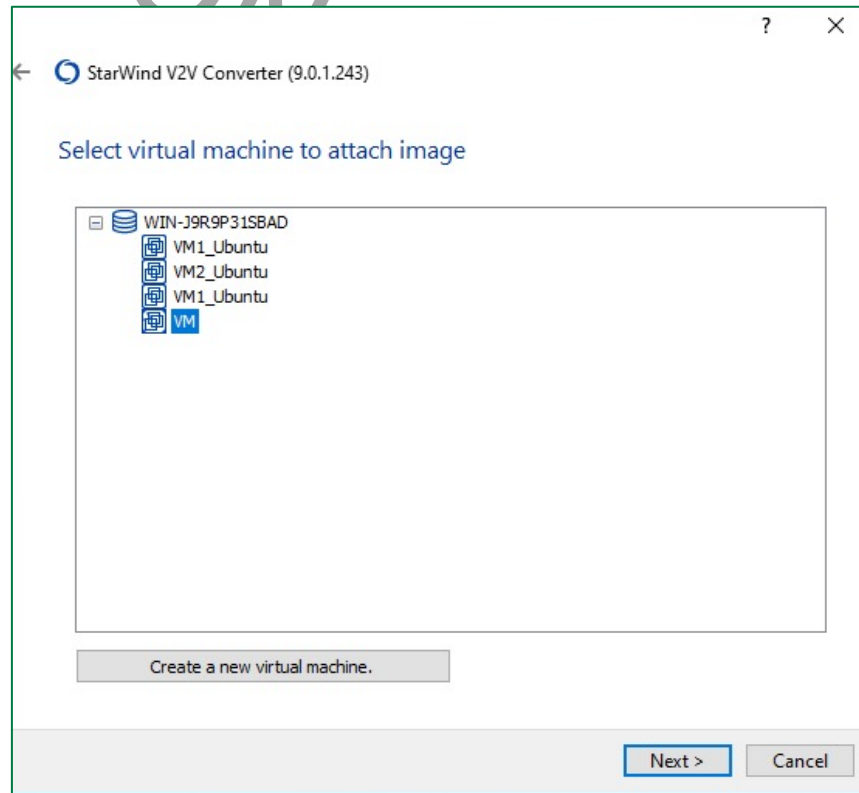 ?
StarWind V2V Converter (9.0.1.243)
Select virtual machine to attach image
WIN-J9R9P31SBAD
VM1_Ubuntu
VM2_Ubuntu
VM1_Ubuntu
VM
Create a new virtual machine.
Next > Cancel